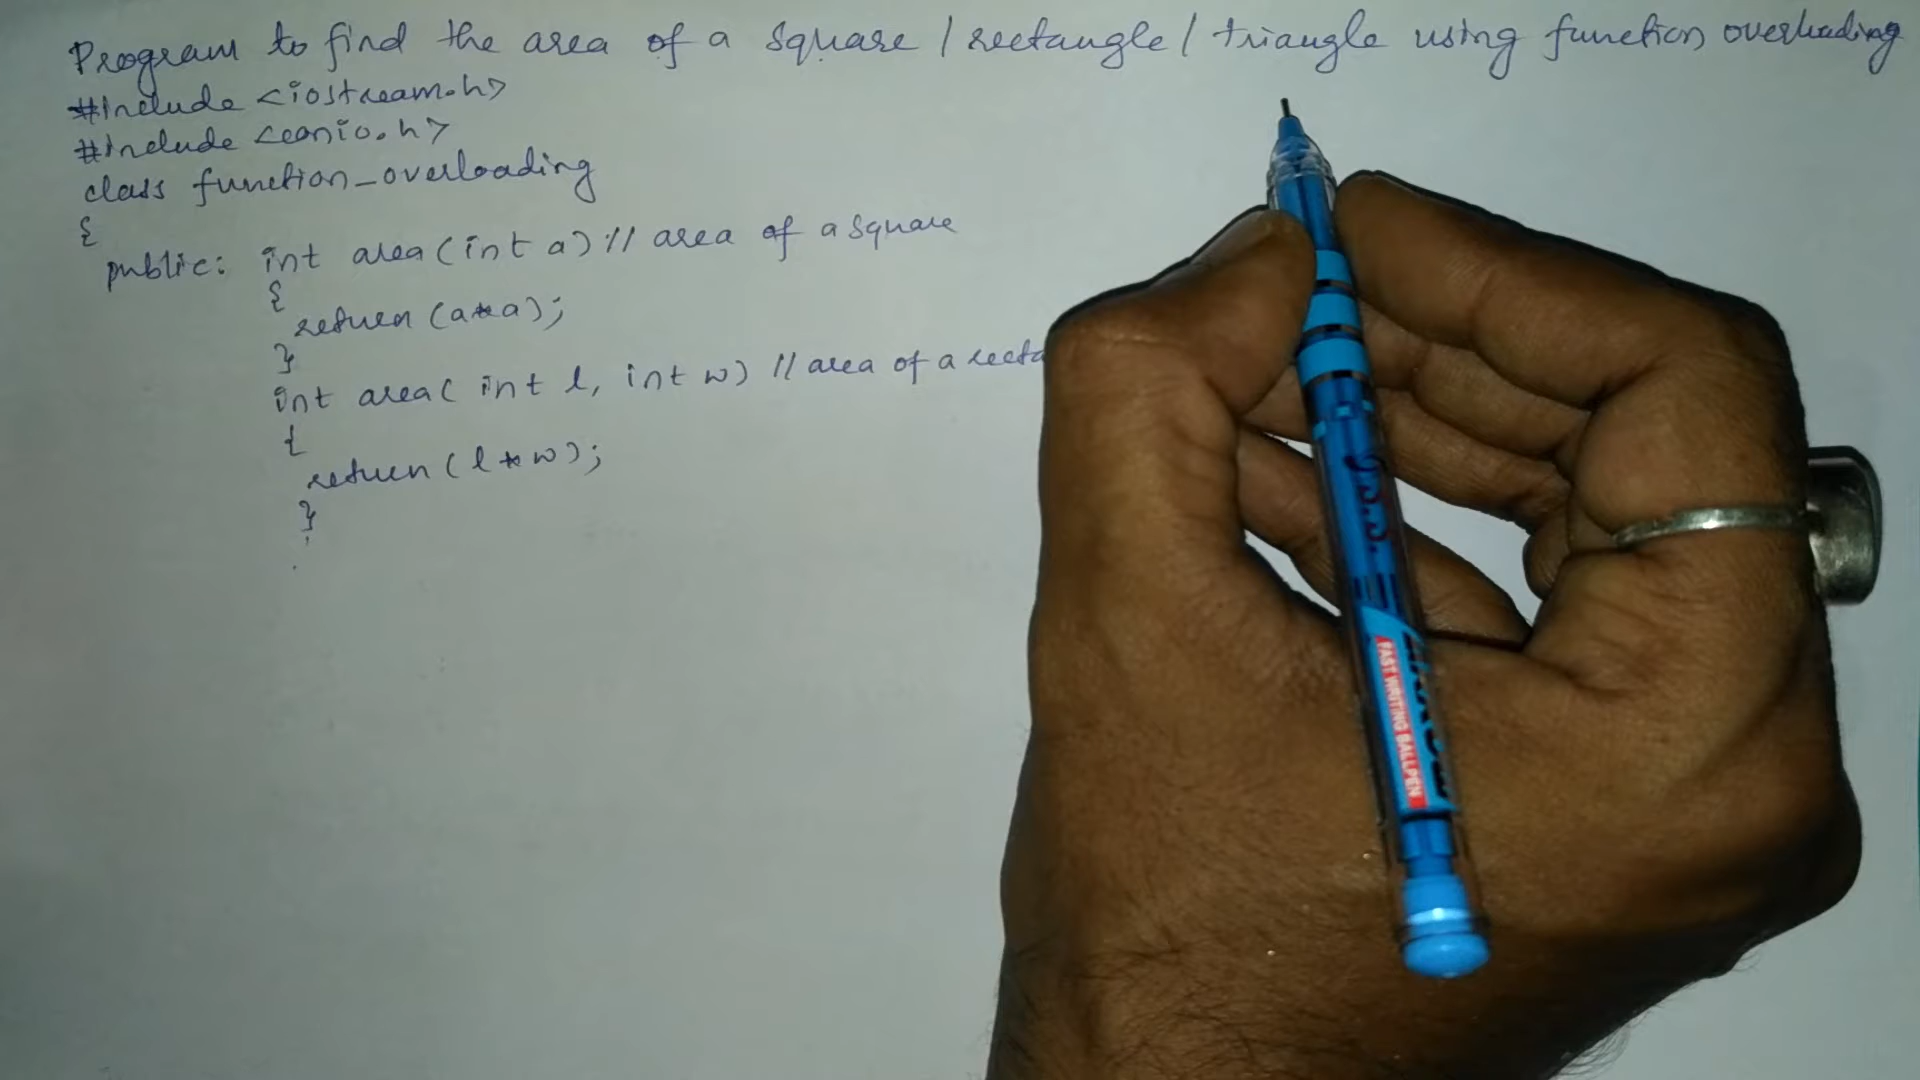 Program to find the area of a square / rectangle / triangle using function overloading
#include <iostream.h>
#include <conio.h>
class function_overloading
{
public: int area(int a) // area of a square
{
return (a*a);
}
int area( int l, int w) // area of a recta
{
return (l*w);
}
FAST WRITING BALLPEN